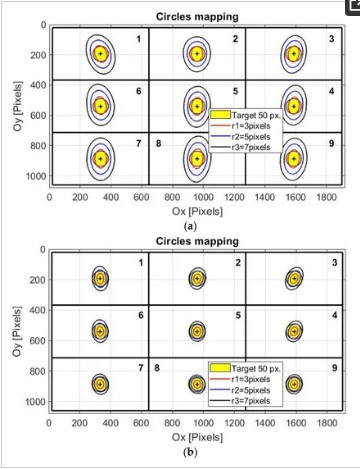 Circles mapping
0
200
400
600
800
1000
Oy [Pixels]
1 2 3
6 5 4
7 8 9
Target 50 px.
r1=3pixels
r2=5pixels
r3=7pixels
0 200 400 600 800 1000 1200 1400 1600 1800
Ox [Pixels]
(a)
Circles mapping
0
200
400
600
800
1000
Oy [Pixels]
1 2 3
6 5 4
7 8 9
Target 50 px.
r1=3pixels
r2=5pixels
r3=7pixels
0 200 400 600 800 1000 1200 1400 1600 1800
Ox [Pixels]
(b)